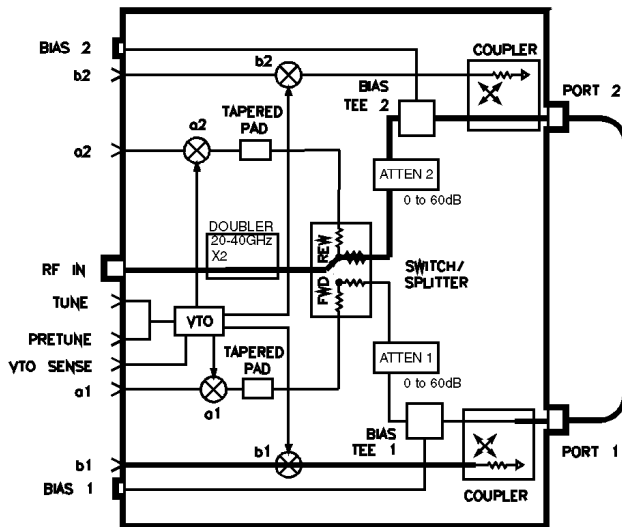 BIAS 2
b2
b2
COUPLER
PORT 2
BIAS
TEE 2
TAPERED
PAD
a2
a2
ATTEN 2
0 to 60dB
DOUBLER
20-40GHz
X2
REW
RF IN
SWITCH/
SPLITTER
FWD
TUNE
VTO
PRETUNE
VTO SENSE
TAPERED
PAD
ATTEN 1
0 to 60dB
a1
a1
BIAS
TEE 1
b1
b1
PORT 1
BIAS 1
COUPLER